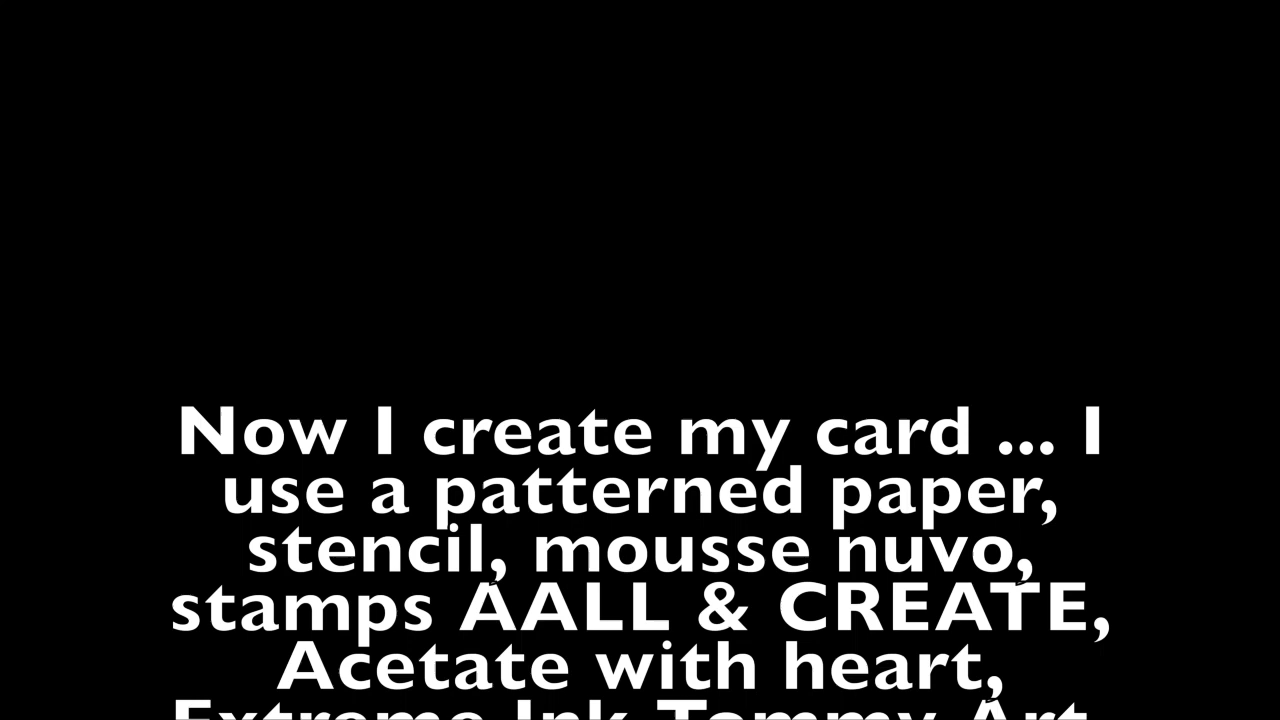 Now I create my card ... I
use a patterned paper,
stencil, mousse nuvo,
stamps AALL & CREATE,
Acetate with heart,
Extreme Ink Tommy Art